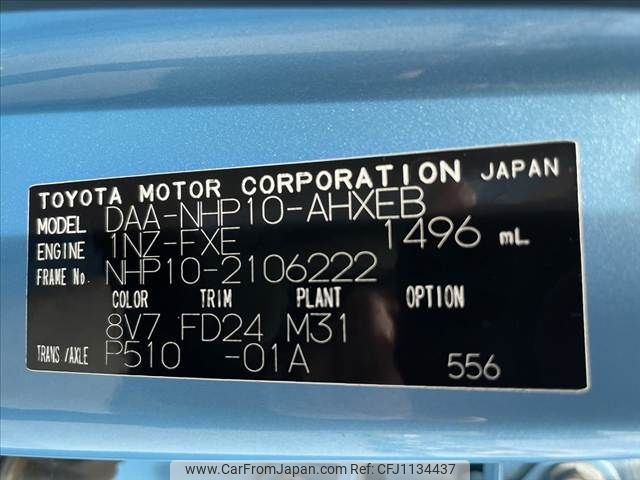 TOYOTA MOTOR CORPORATION JAPAN
MODEL DAA-NHP10-AHXEB
ENGINE 1NZ-FXE 1496 mL
FRAME No. NHP10-2106222
COLOR TRIM PLANT OPTION
8V7 FD24 M31
TRANS./AXLE P510 -01A 556
www.CarFromJapan.com REFNO:CFJ1134437